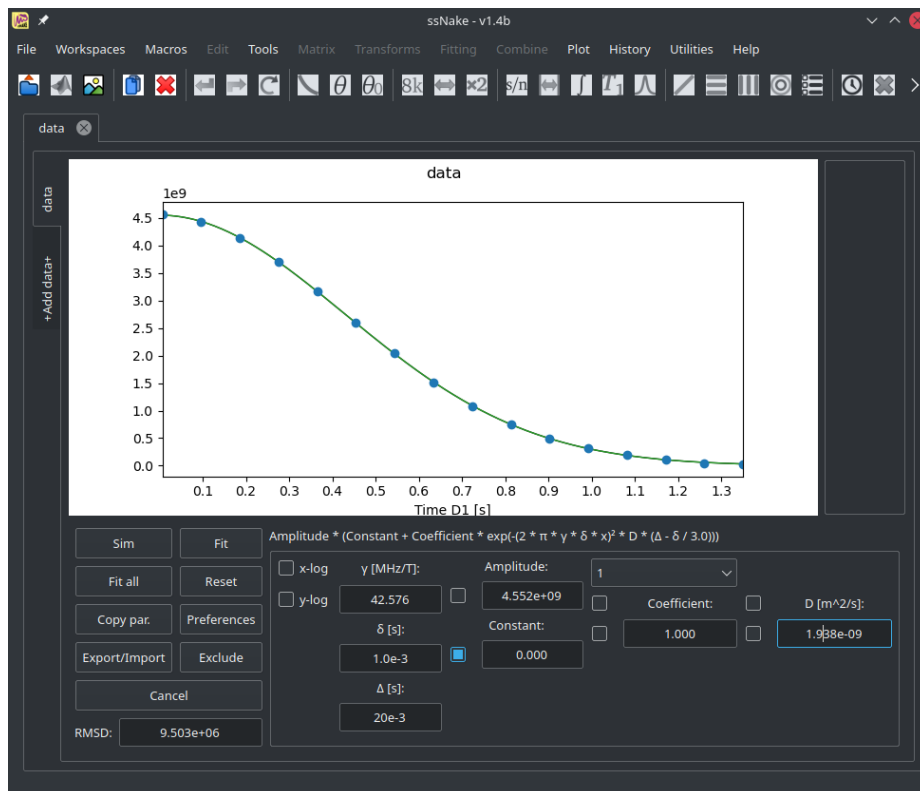 ssNake - v1.4b
File Workspaces Macros Edit Tools Matrix Transforms Fitting Combine Plot History Utilities Help
θ θ₀ 8k ×2 s/n ∫ T₁
data
data
+Add data+
data
1e9
4.5
4.0
3.5
3.0
2.5
2.0
1.5
1.0
0.5
0.0
0.1 0.2 0.3 0.4 0.5 0.6 0.7 0.8 0.9 1.0 1.1 1.2 1.3
Time D1 [s]
Sim Fit
Fit all Reset
Copy par. Preferences
Export/Import Exclude
Cancel
RMSD: 9.503e+06
Amplitude * (Constant + Coefficient * exp(-(2 * π * γ * δ * x)² * D * (Δ - δ / 3.0)))
x-log
y-log
γ [MHz/T]:
42.576
δ [s]:
1.0e-3
Δ [s]:
20e-3
Amplitude:
4.552e+09
Constant:
0.000
1
Coefficient:
1.000
D [m^2/s]:
1.938e-09